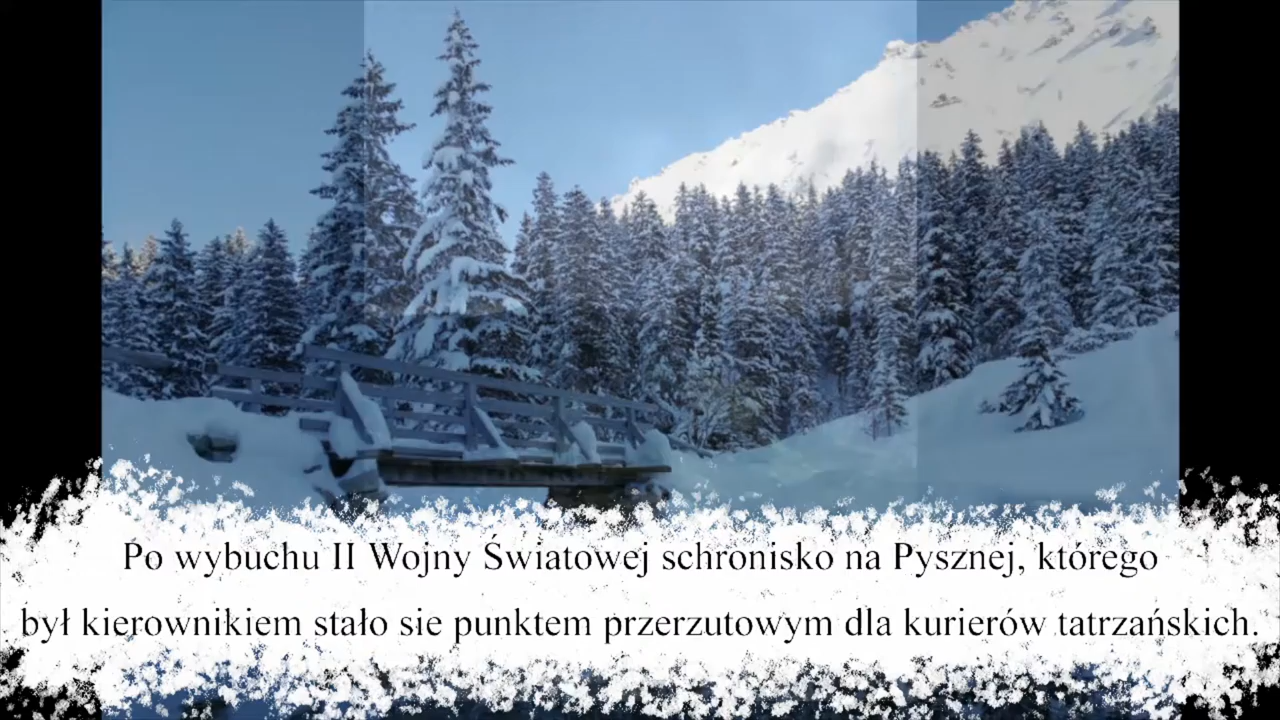 Po wybuchu II Wojny Światowej schronisko na Pysznej, którego
był kierownikiem stało sie punktem przerzutowym dla kurierów tatrzańskich.